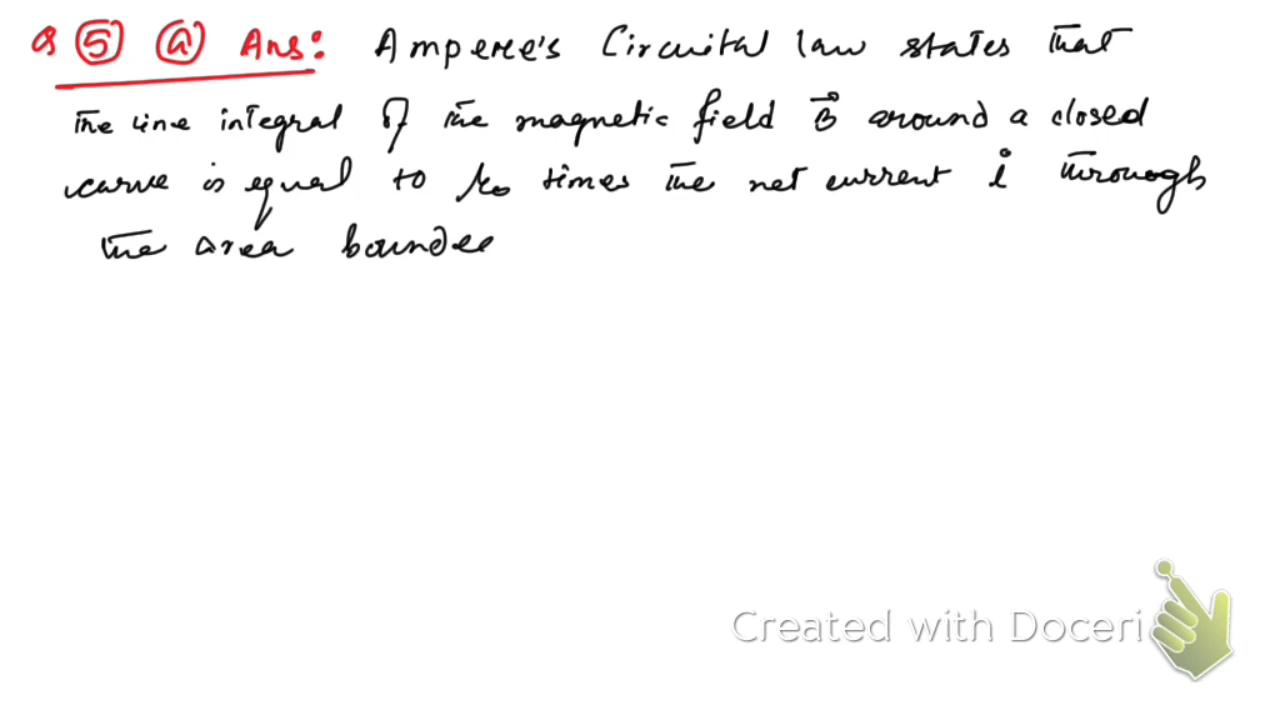 Q 5 a Ans: Ampere's Circuital law states that
the line integral of the magnetic field B⃗ around a closed
curve is equal to μ₀ times the net current i through
the area bounded
Created with Doceri